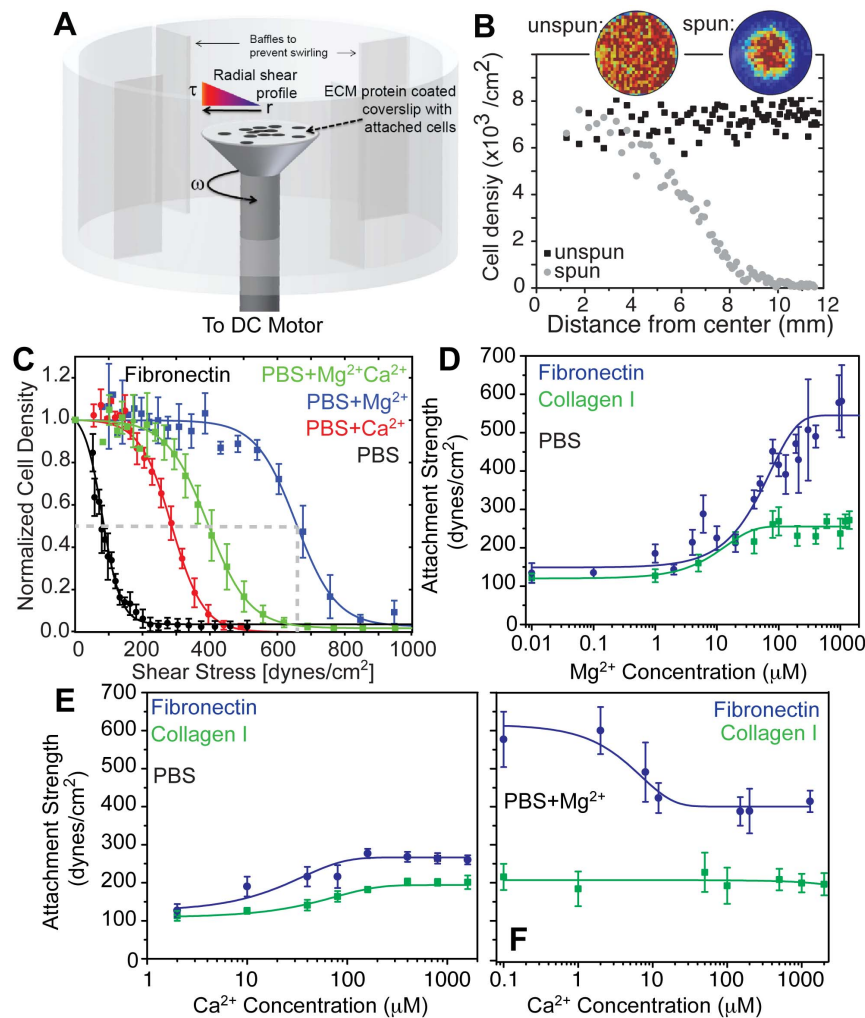 A
Baffles to
prevent swirling
Radial shear
profile
τ
r
ECM protein coated
coverslip with
attached cells
ω
To DC Motor
B
unspun:
spun:
8
6
4
2
0
Cell densiy (x10³ /cm²)
unspun
spun
0 2 4 6 8 10 12
Distance from center (mm)
C
Fibronectin
PBS+Mg²⁺Ca²⁺
PBS+Mg²⁺
PBS+Ca²⁺
PBS
1.2
1.0
0.8
0.6
0.4
0.2
0.0
Normalized Cell Density
0 200 400 600 800 1000
Shear Stress [dynes/cm²]
D
Fibronectin
Collagen I
PBS
700
600
500
400
300
200
100
0
Attachment Strength
(dynes/cm²)
0.01 0.1 1 10 100 1000
Mg²⁺ Concentration (μM)
E
Fibronectin
Collagen I
PBS
700
600
500
400
300
200
100
0
Attachment Strength
(dynes/cm²)
1 10 100 1000
Ca²⁺ Concentration (μM)
Fibronectin
Collagen I
PBS+Mg²⁺
F
0.1 1 10 100 1000
Ca²⁺ Concentration (μM)